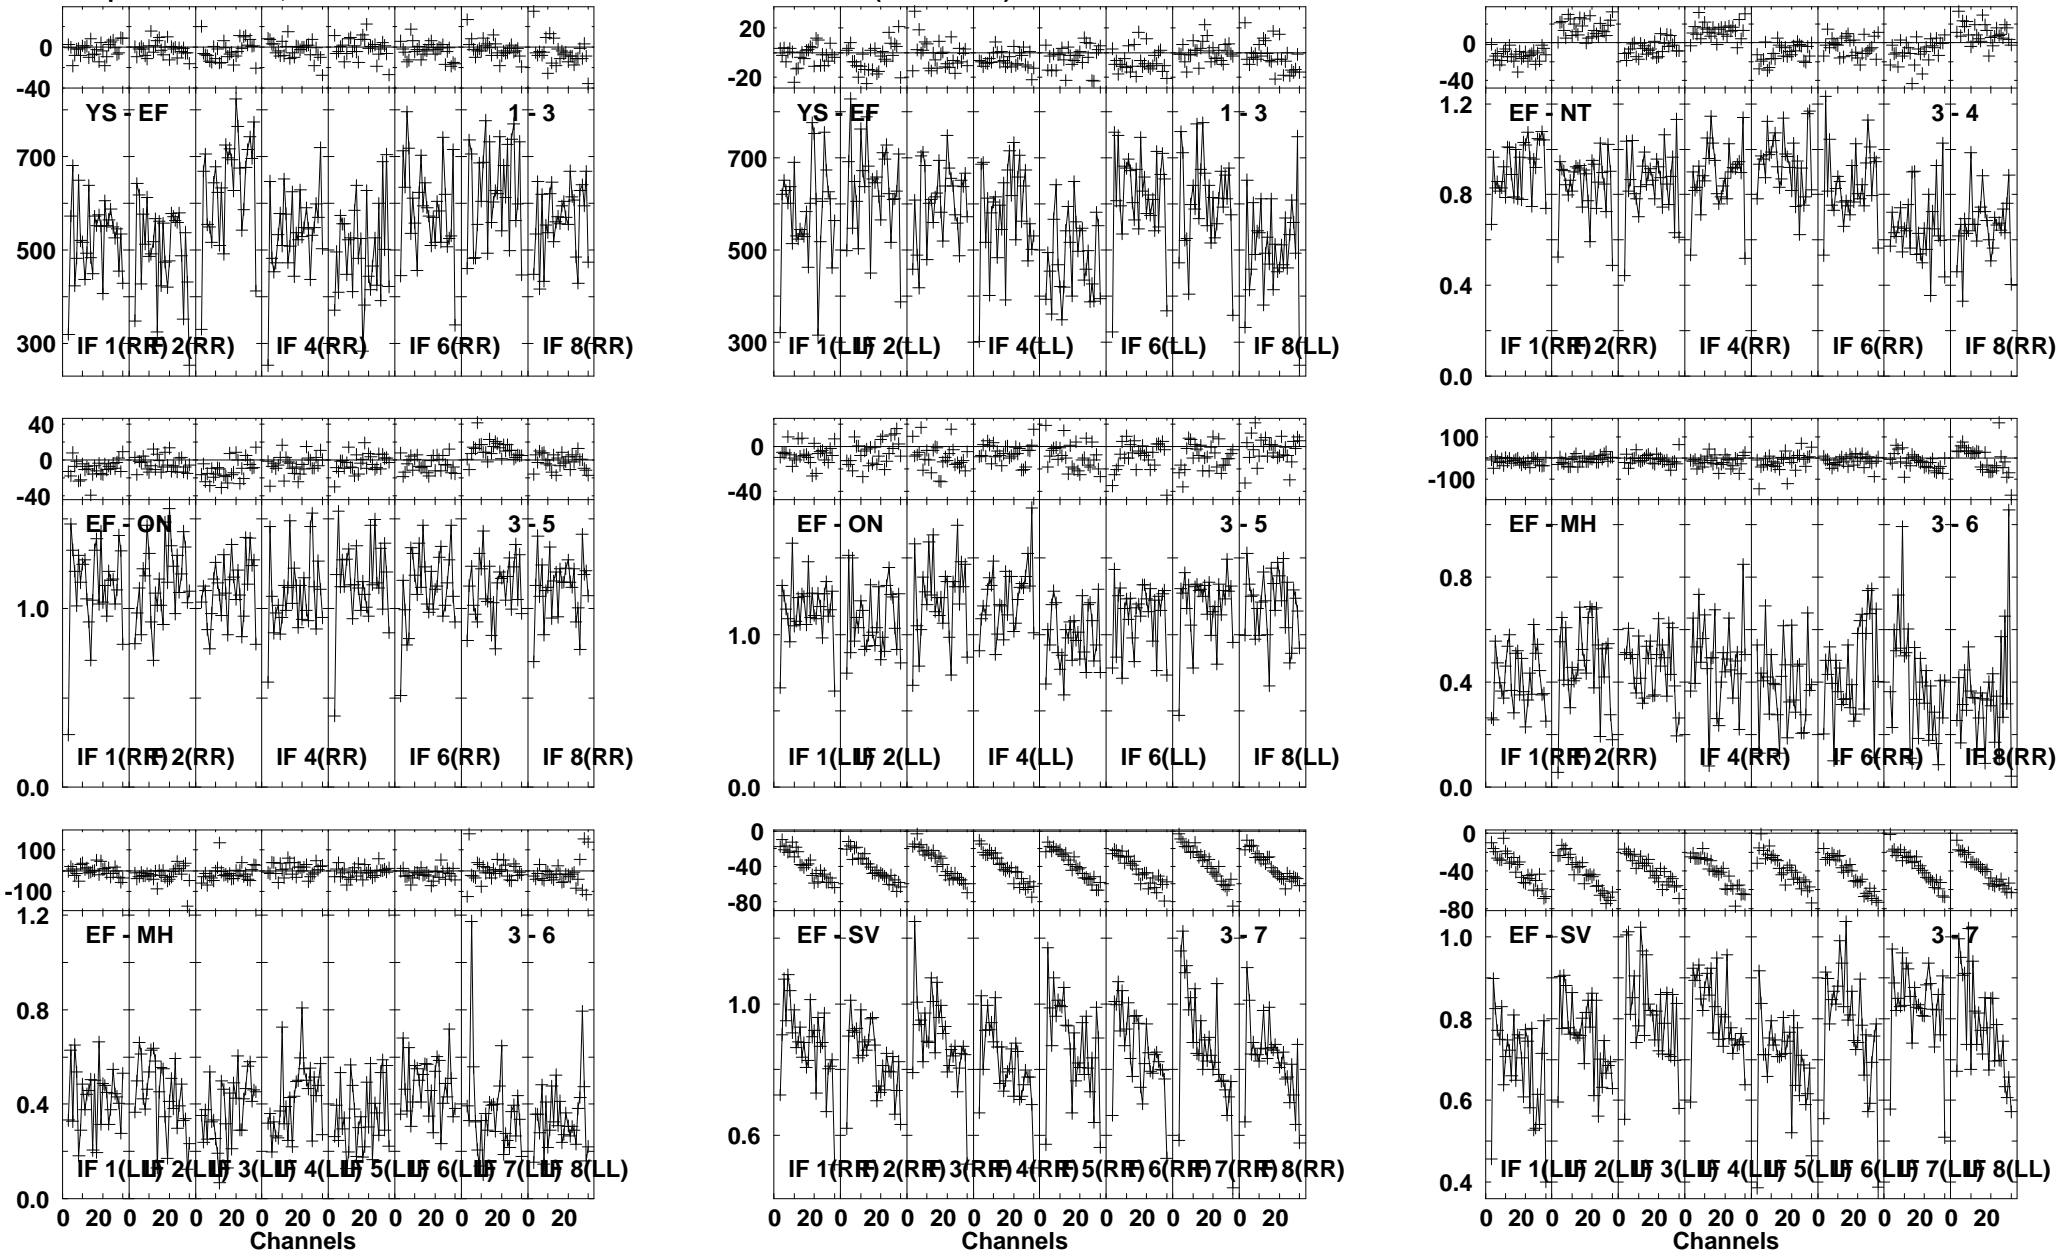 0
-40
YS - EF
1 - 3
700
500
300
IF 1(RR)
IF 2(RR)
IF 4(RR)
IF 6(RR)
IF 8(RR)
20
0
-20
YS - EF
1 - 3
700
500
300
IF 1(LL)
IF 2(LL)
IF 4(LL)
IF 6(LL)
IF 8(LL)
0
-40
1.2
EF - NT
3 - 4
0.8
0.4
0.0
IF 1(RR)
IF 2(RR)
IF 4(RR)
IF 6(RR)
IF 8(RR)
40
0
-40
EF - ON
3 - 5
1.0
0.0
IF 1(RR)
IF 2(RR)
IF 4(RR)
IF 6(RR)
IF 8(RR)
0
-40
EF - ON
3 - 5
1.0
0.0
IF 1(LL)
IF 2(LL)
IF 4(LL)
IF 6(LL)
IF 8(LL)
100
-100
EF - MH
3 - 6
0.8
0.4
0.0
IF 1(RR)
IF 2(RR)
IF 4(RR)
IF 6(RR)
IF 8(RR)
100
-100
1.2
EF - MH
3 - 6
0.8
0.4
0.0
IF 1(LL)
IF 2(LL)
IF 3(LL)
IF 4(LL)
IF 5(LL)
IF 6(LL)
IF 7(LL)
IF 8(LL)
0 20 0 20 0 20 0 20 0 20 0 20 0 20 0 20
Channels
0
-40
-80
EF - SV
3 - 7
1.0
0.6
IF 1(RR)
IF 2(RR)
IF 3(RR)
IF 4(RR)
IF 5(RR)
IF 6(RR)
IF 7(RR)
IF 8(RR)
0 20 0 20 0 20 0 20 0 20 0 20 0 20 0 20
Channels
0
-40
-80
EF - SV
3 - 7
1.0
0.8
0.6
0.4
IF 1(LL)
IF 2(LL)
IF 3(LL)
IF 4(LL)
IF 5(LL)
IF 6(LL)
IF 7(LL)
IF 8(LL)
0 20 0 20 0 20 0 20 0 20 0 20 0 20 0 20
Channels